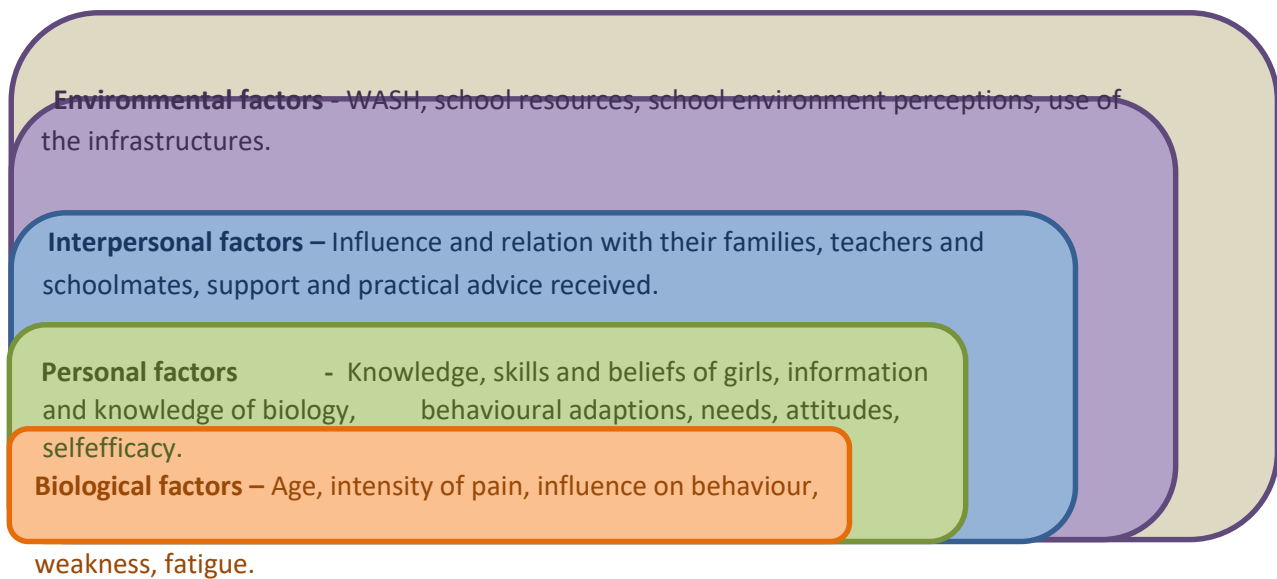 Environmental factors - WASH, school resources, school environment perceptions, use of
the infrastructures.
Interpersonal factors – Influence and relation with their families, teachers and
schoolmates, support and practical advice received.
Personal factors - Knowledge, skills and beliefs of girls, information
and knowledge of biology, behavioural adaptions, needs, attitudes,
selfefficacy.
Biological factors – Age, intensity of pain, influence on behaviour,
weakness, fatigue.